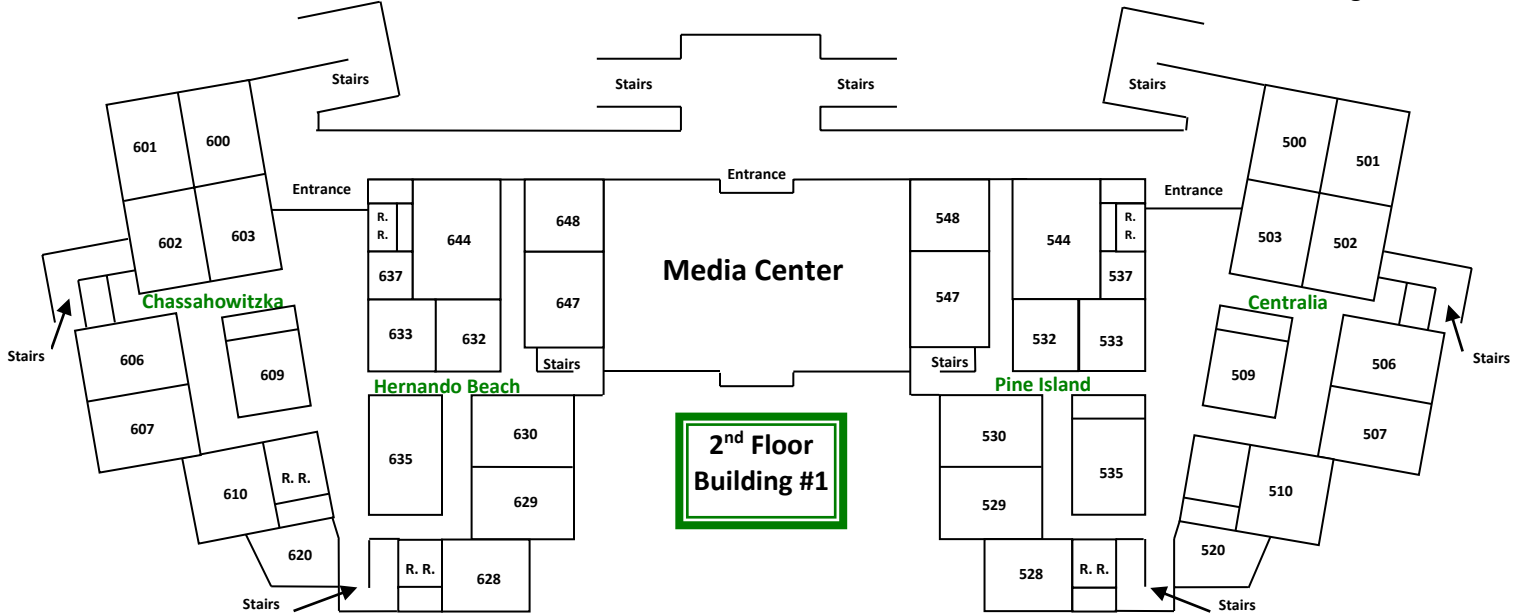 Stairs
Stairs
Stairs
Stairs
601
600
500
501
Entrance
Entrance
Entrance
R.
R.
644
648
548
544
R.
R.
602
603
503
502
637
647
Media Center
547
537
Chassahowitzka
Centralia
633
632
532
533
Stairs
606
609
Stairs
Stairs
509
506
Stairs
Hernando Beach
Pine Island
607
635
630
2nd Floor
Building #1
530
535
507
610
R. R.
629
529
510
620
R. R.
628
528
R. R.
520
Stairs
Stairs